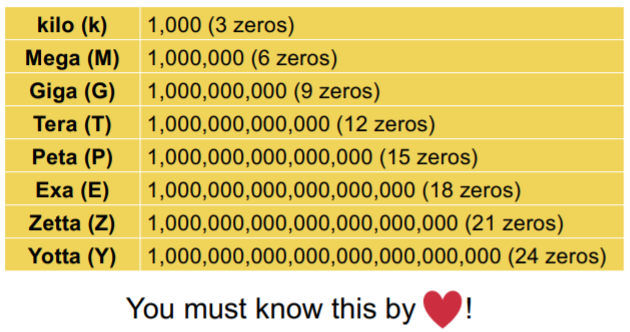 kilo (k) 1,000 (3 zeros)
Mega (M) 1,000,000 (6 zeros)
Giga (G) 1,000,000,000 (9 zeros)
Tera (T) 1,000,000,000,000 (12 zeros)
Peta (P) 1,000,000,000,000,000 (15 zeros)
Exa (E) 1,000,000,000,000,000,000 (18 zeros)
Zetta (Z) 1,000,000,000,000,000,000,000 (21 zeros)
Yotta (Y) 1,000,000,000,000,000,000,000,000 (24 zeros)
You must know this by ❤!